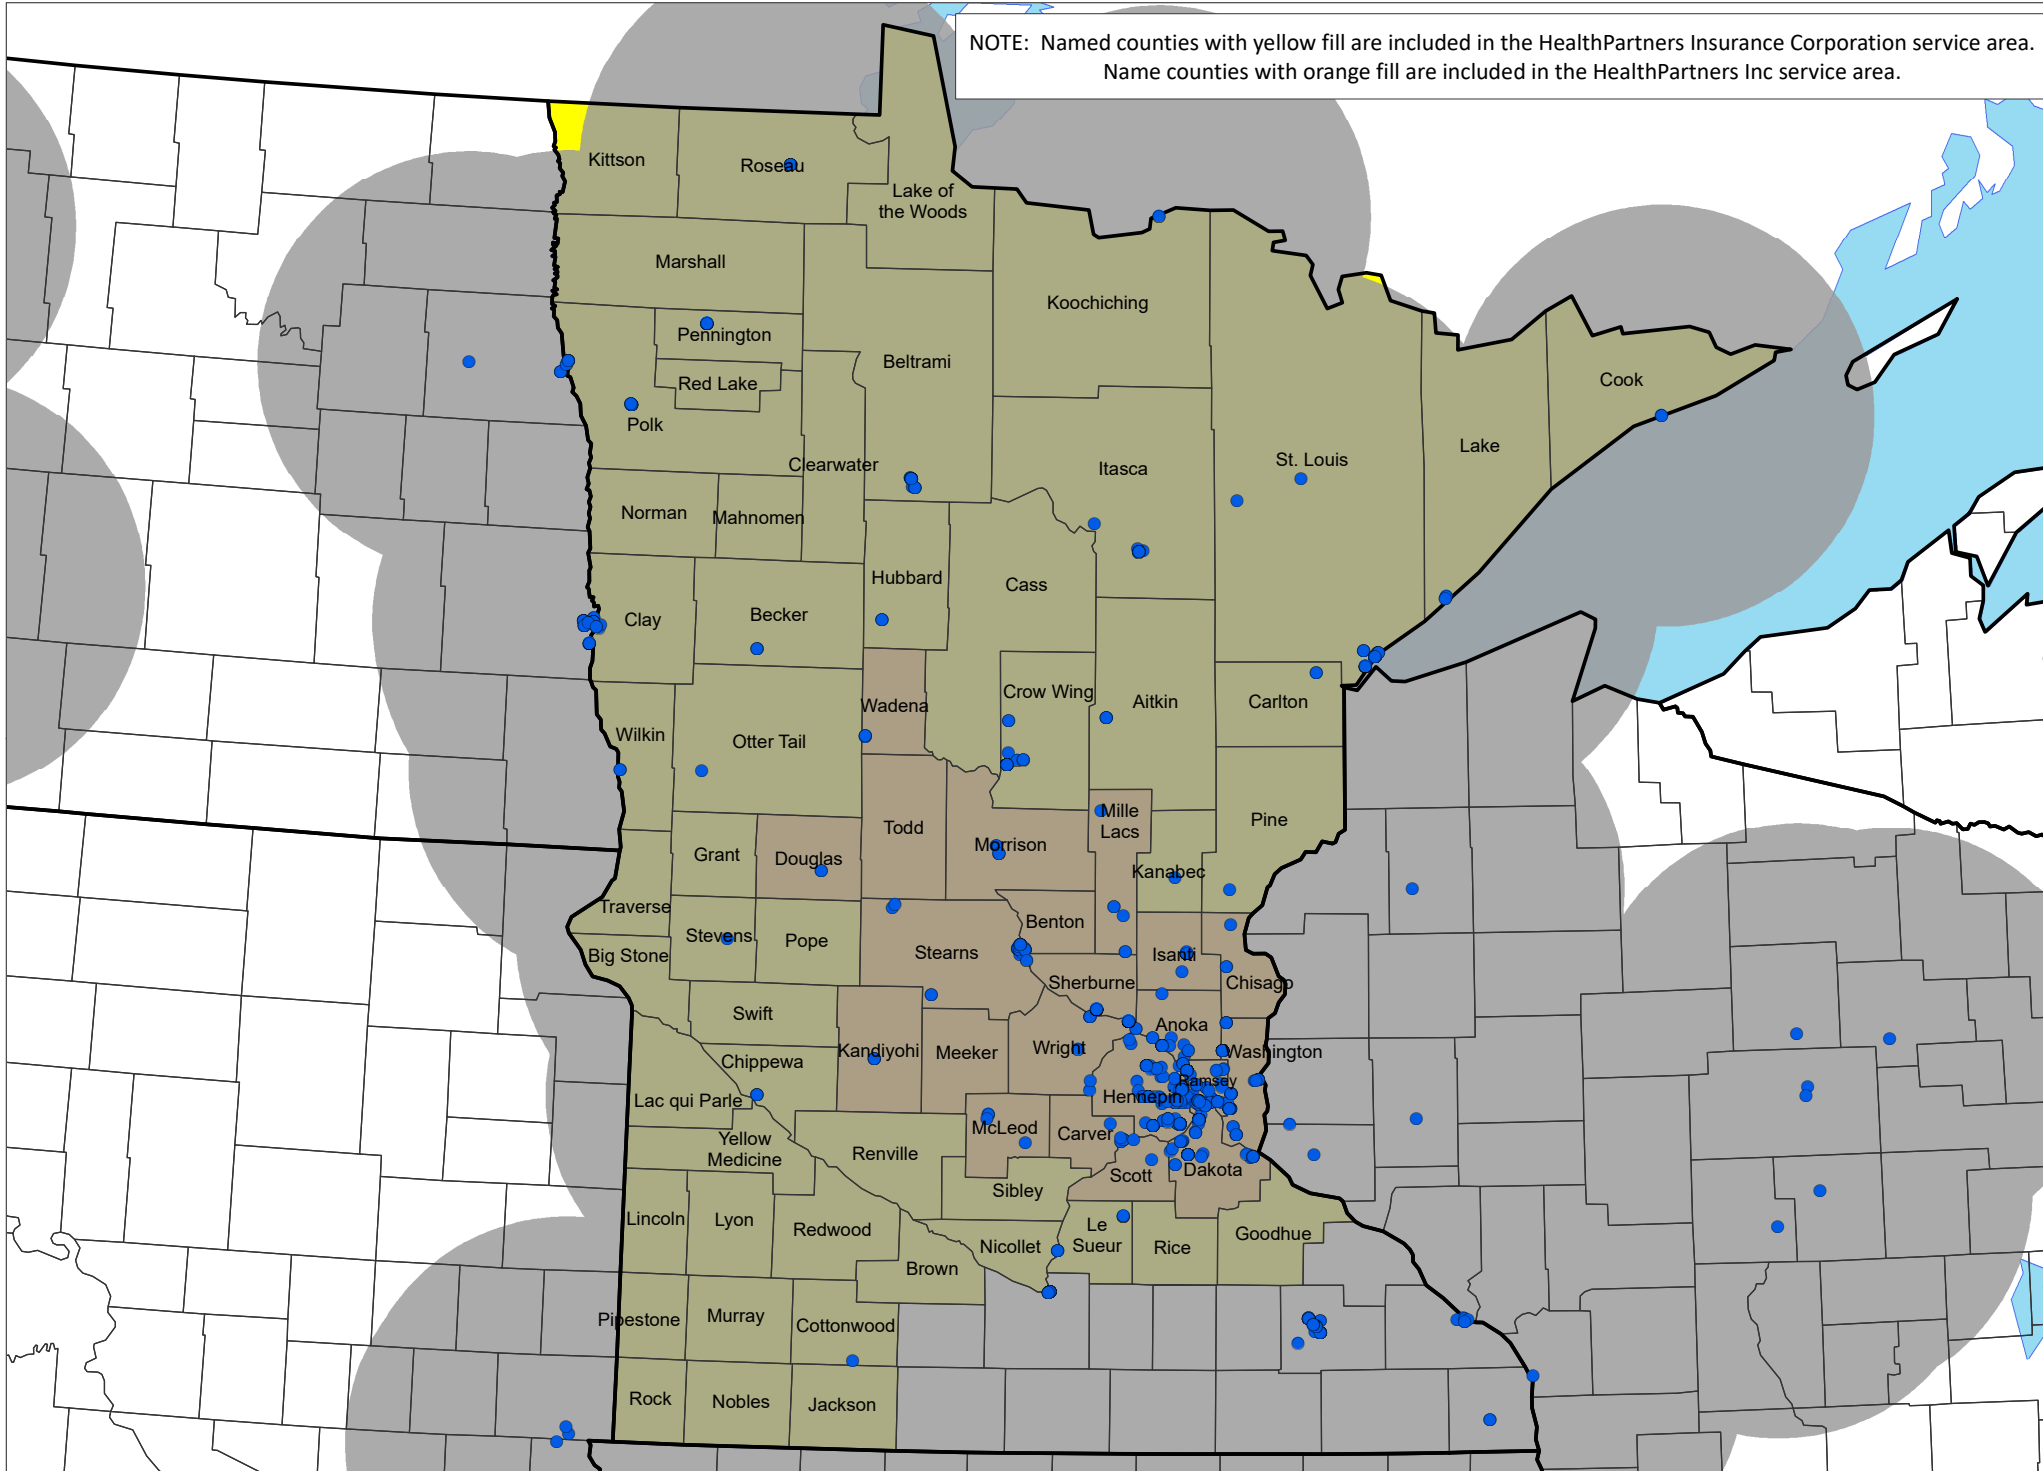 NOTE: Named counties with yellow fill are included in the HealthPartners Insurance Corporation service area.
Name counties with orange fill are included in the HealthPartners Inc service area.
Kittson
Roseau
Lake of
the Woods
Marshall
Koochiching
Pennington
Beltrami
Red Lake
Cook
Polk
Lake
Clearwater
Itasca
St. Louis
Norman
Mahnomen
Hubbard
Cass
Clay
Becker
Crow Wing
Wadena
Aitkin
Carlton
Wilkin
Otter Tail
Mille
Lacs
Pine
Todd
Morrison
Grant
Douglas
Kanabec
Traverse
Benton
Stevens
Pope
Stearns
Isanti
Big Stone
Sherburne
Chisago
Swift
Anoka
Wright
Kandiyohi
Meeker
Washington
Chippewa
Ramsey
Hennepin
Lac qui Parle
McLeod
Carver
Yellow
Medicine
Renville
Scott
Dakota
Sibley
Lincoln
Lyon
Redwood
Le
Sueur
Goodhue
Nicollet
Rice
Brown
Pipestone
Murray
Cottonwood
Rock
Nobles
Jackson